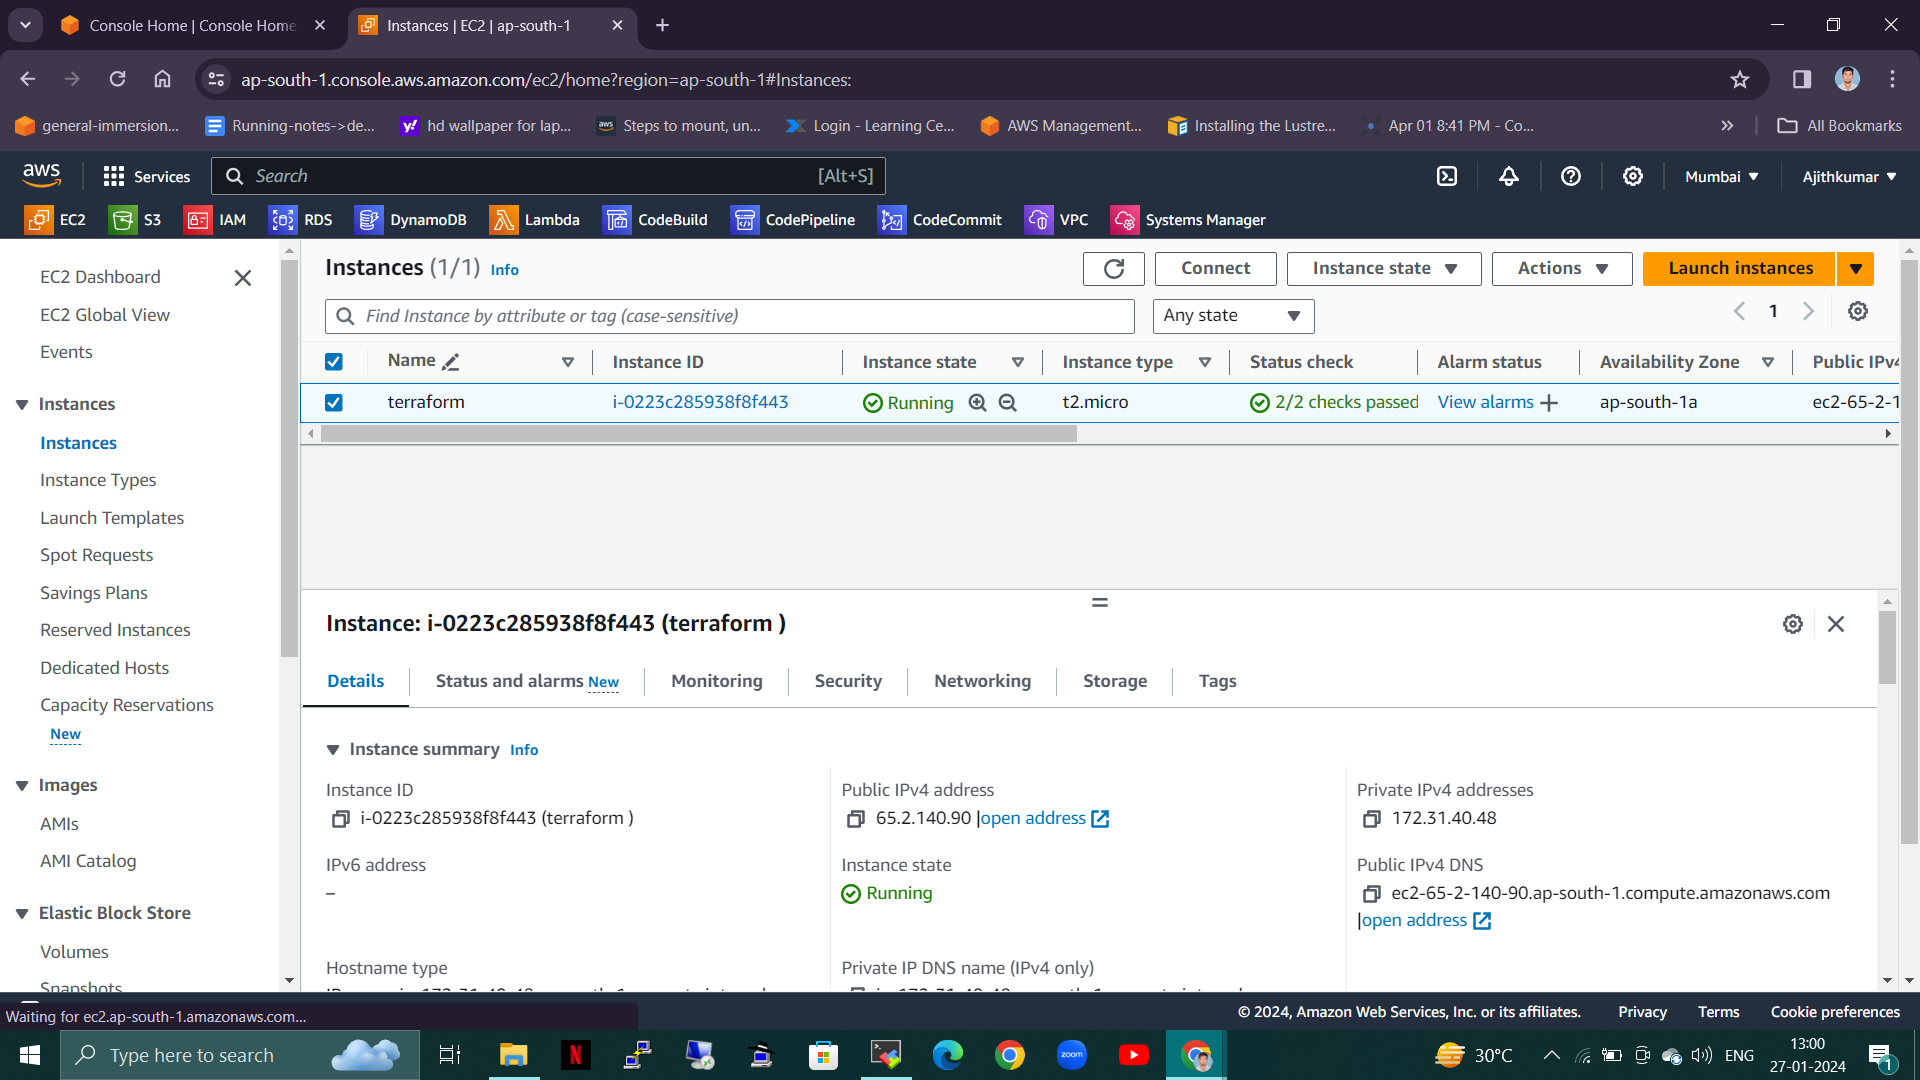 Console Home | Console Home
Instances | EC2 | ap-south-1
ap-south-1.console.aws.amazon.com/ec2/home?region=ap-south-1#Instances:
general-immersion...
Running-notes->de...
hd wallpaper for lap...
Steps to mount, un...
Login - Learning Ce...
AWS Management...
Installing the Lustre...
Apr 01 8:41 PM - Co...
All Bookmarks
aws
Services
Search
[Alt+S]
Mumbai
Ajithkumar
EC2
S3
IAM
RDS
DynamoDB
Lambda
CodeBuild
CodePipeline
CodeCommit
VPC
Systems Manager
EC2 Dashboard
EC2 Global View
Events
Instances
Instances
Instance Types
Launch Templates
Spot Requests
Savings Plans
Reserved Instances
Dedicated Hosts
Capacity Reservations
New
Images
AMIs
AMI Catalog
Elastic Block Store
Volumes
Snapshots
Instances (1/1) Info
Connect
Instance state
Actions
Launch instances
Find Instance by attribute or tag (case-sensitive)
Any state
1
Name
Instance ID
Instance state
Instance type
Status check
Alarm status
Availability Zone
Public IPv4
terraform
i-0223c285938f8f443
Running
t2.micro
2/2 checks passed
View alarms
ap-south-1a
ec2-65-2-1
Instance: i-0223c285938f8f443 (terraform )
Details
Status and alarms New
Monitoring
Security
Networking
Storage
Tags
Instance summary Info
Instance ID
i-0223c285938f8f443 (terraform )
Public IPv4 address
65.2.140.90 |open address
Private IPv4 addresses
172.31.40.48
IPv6 address
–
Instance state
Running
Public IPv4 DNS
ec2-65-2-140-90.ap-south-1.compute.amazonaws.com
|open address
Hostname type
Private IP DNS name (IPv4 only)
Waiting for ec2.ap-south-1.amazonaws.com...
© 2024, Amazon Web Services, Inc. or its affiliates.
Privacy
Terms
Cookie preferences
Type here to search
zoom
30°C
ENG
13:00
27-01-2024
1